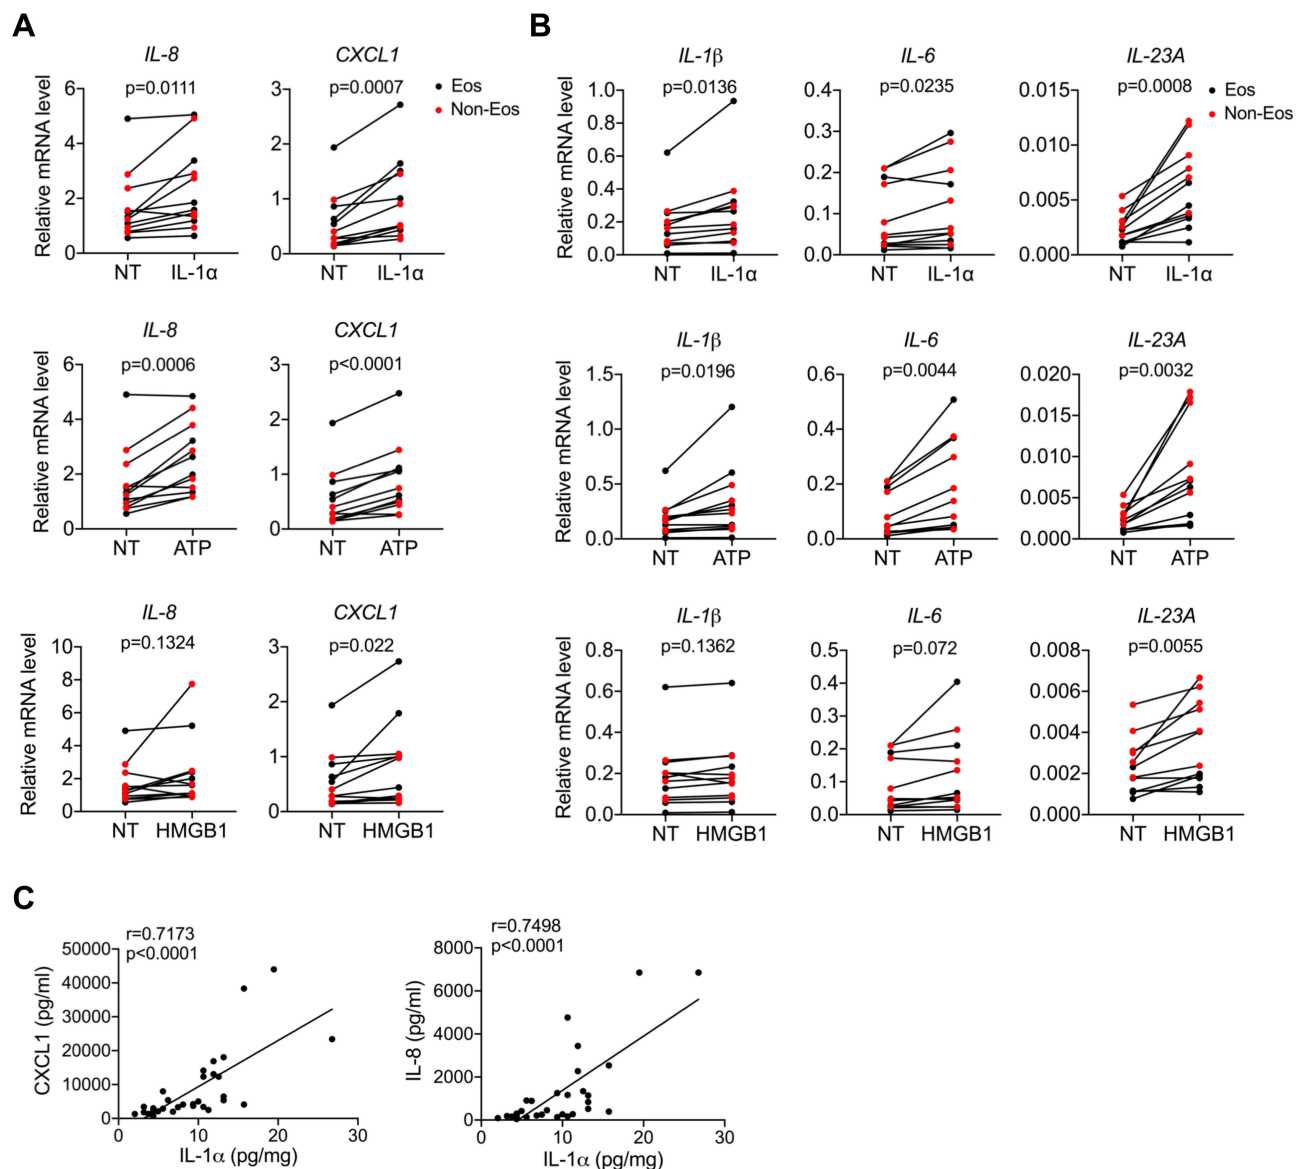 A
B
IL-8
CXCL1
IL-1β
IL-6
IL-23A
p=0.0111
p=0.0007
Eos
Non-Eos
p=0.0136
p=0.0235
p=0.0008
Eos
Non-Eos
Relative mRNA level
6
4
2
0
NT IL-1α
3
2
1
0
NT IL-1α
Relative mRNA level
1.0
0.8
0.6
0.4
0.2
0.0
NT IL-1α
0.4
0.3
0.2
0.1
0.0
NT IL-1α
0.015
0.010
0.005
0.000
NT IL-1α
IL-8
CXCL1
IL-1β
IL-6
IL-23A
p=0.0006
p<0.0001
p=0.0196
p=0.0044
p=0.0032
Relative mRNA level
6
4
2
0
NT ATP
3
2
1
0
NT ATP
Relative mRNA level
1.5
1.0
0.5
0.0
NT ATP
0.6
0.4
0.2
0.0
NT ATP
0.020
0.015
0.010
0.005
0.000
NT ATP
IL-8
CXCL1
IL-1β
IL-6
IL-23A
p=0.1324
p=0.022
p=0.1362
p=0.072
p=0.0055
Relative mRNA level
10
8
6
4
2
0
NT HMGB1
3
2
1
0
NT HMGB1
Relative mRNA level
0.8
0.6
0.4
0.2
0.0
NT HMGB1
0.5
0.4
0.3
0.2
0.1
0.0
NT HMGB1
0.008
0.006
0.004
0.002
0.000
NT HMGB1
C
r=0.7173
p<0.0001
CXCL1 (pg/ml)
50000
40000
30000
20000
10000
0
0 10 20 30
IL-1α (pg/mg)
r=0.7498
p<0.0001
IL-8 (pg/ml)
8000
6000
4000
2000
0
0 10 20 30
IL-1α (pg/mg)